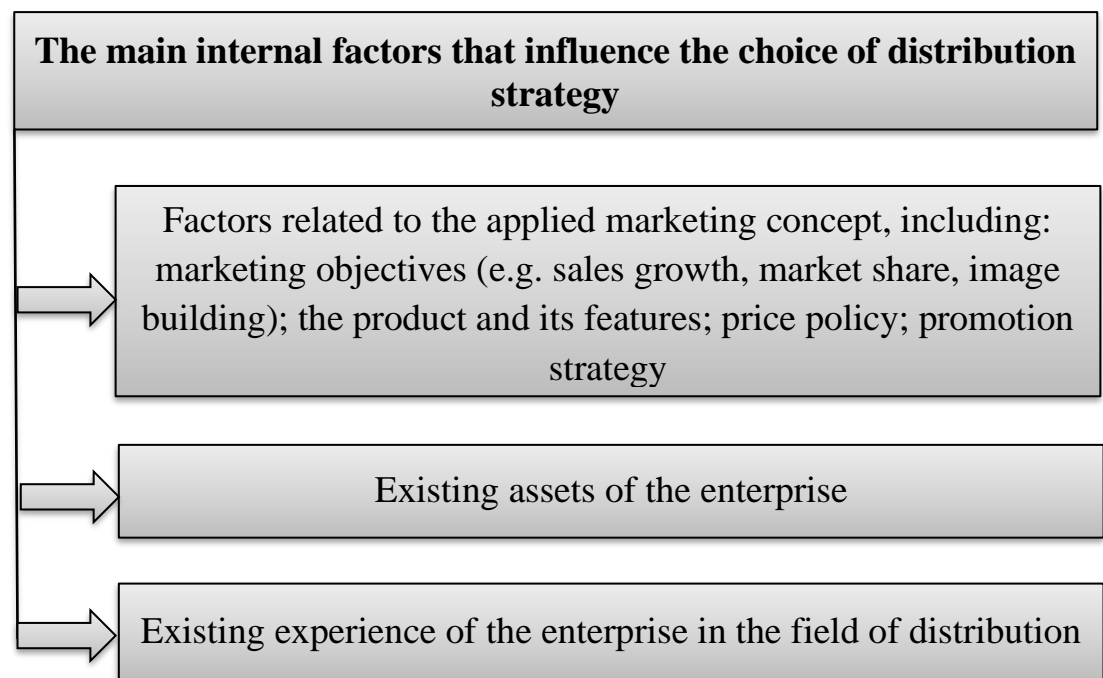 The main internal factors that influence the choice of distribution
strategy
Factors related to the applied marketing concept, including:
marketing objectives (e.g. sales growth, market share, image
building); the product and its features; price policy; promotion
strategy
Existing assets of the enterprise
Existing experience of the enterprise in the field of distribution